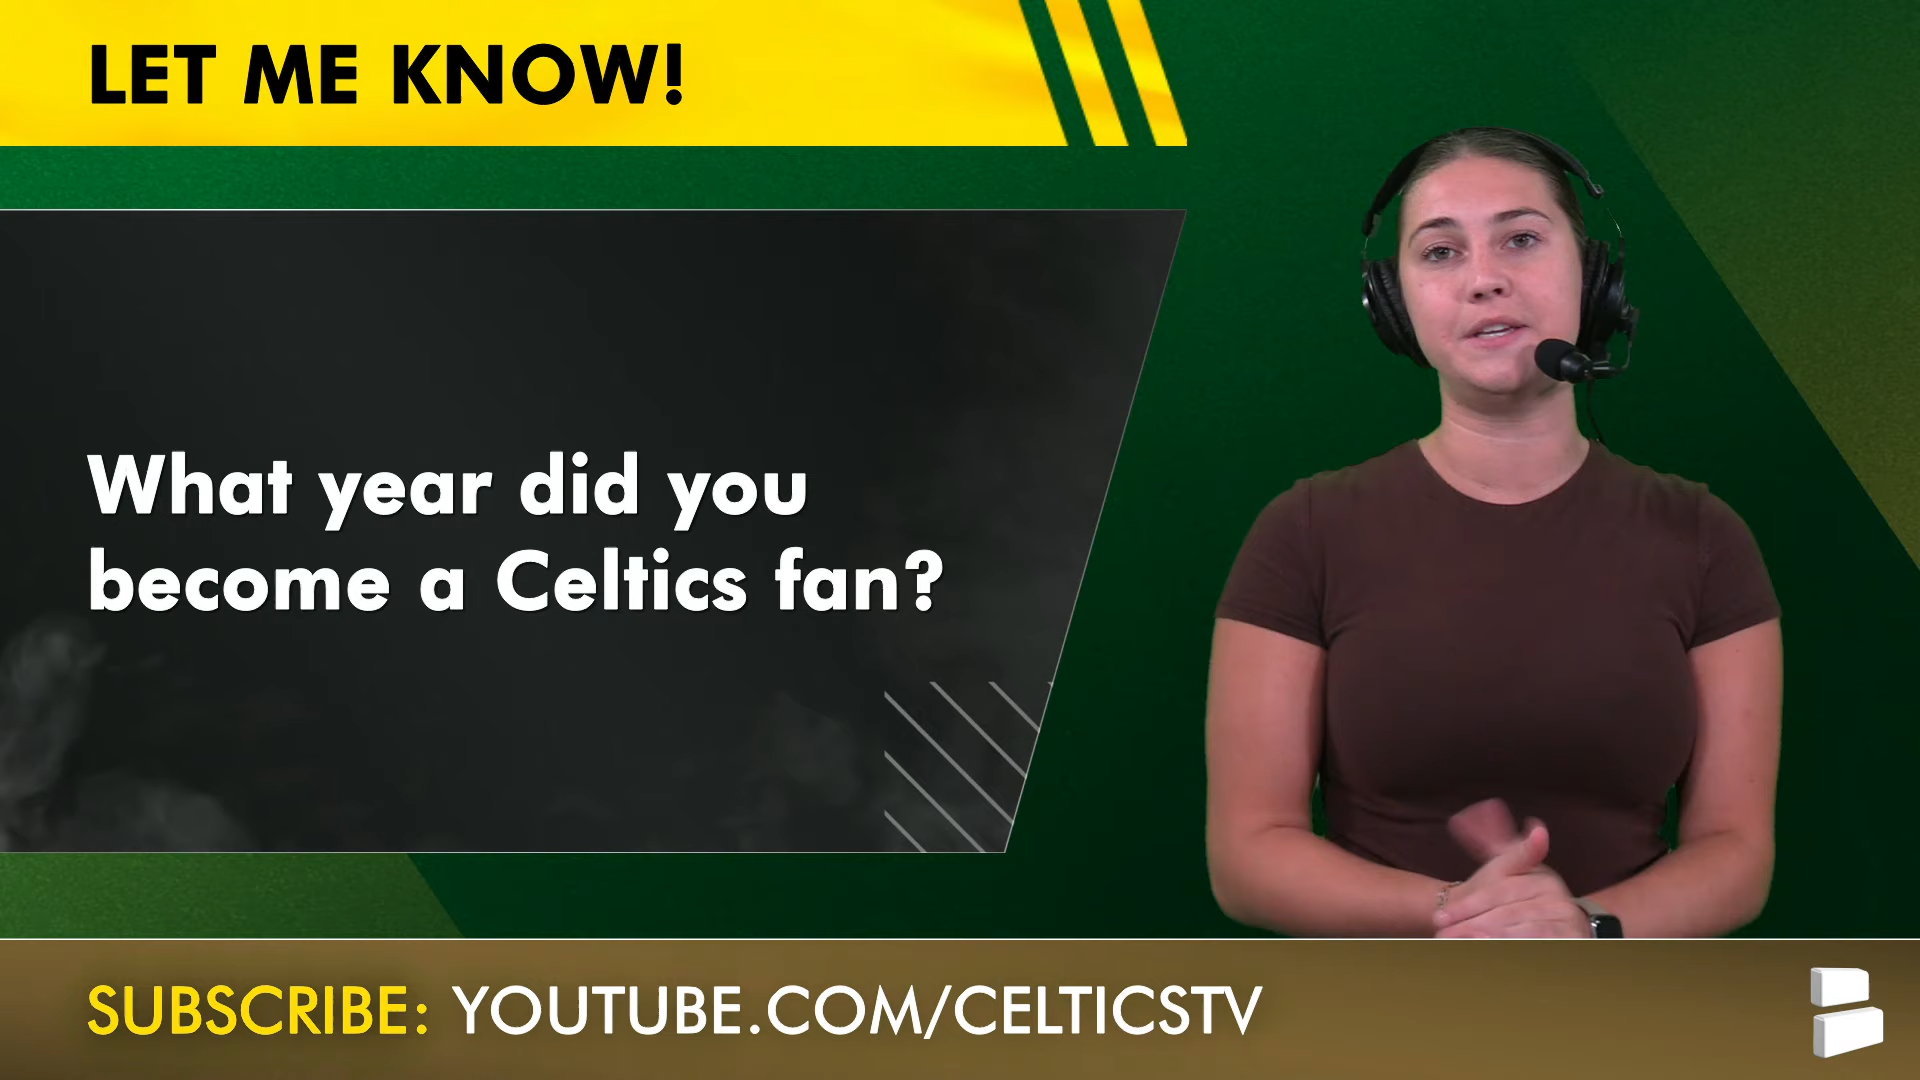 LET ME KNOW!
What year did you
become a Celtics fan?
SUBSCRIBE: YOUTUBE.COM/CELTICSTV